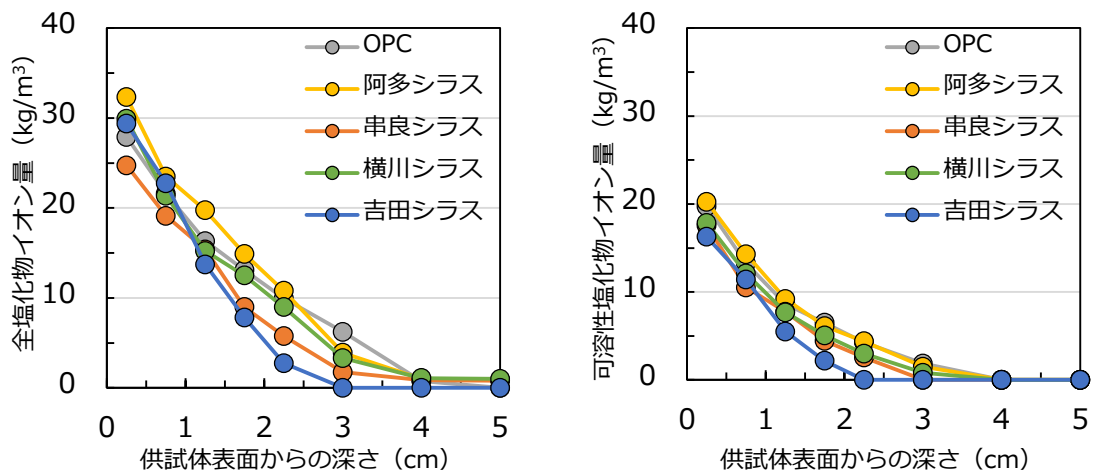 全塩化物イオン量（kg/m³）
40
30
20
10
0
0 1 2 3 4 5
供試体表面からの深さ（cm）
OPC
阿多シラス
串良シラス
横川シラス
吉田シラス
可溶性塩化物イオン量（kg/m³）
40
30
20
10
0
0 1 2 3 4 5
供試体表面からの深さ（cm）
OPC
阿多シラス
串良シラス
横川シラス
吉田シラス